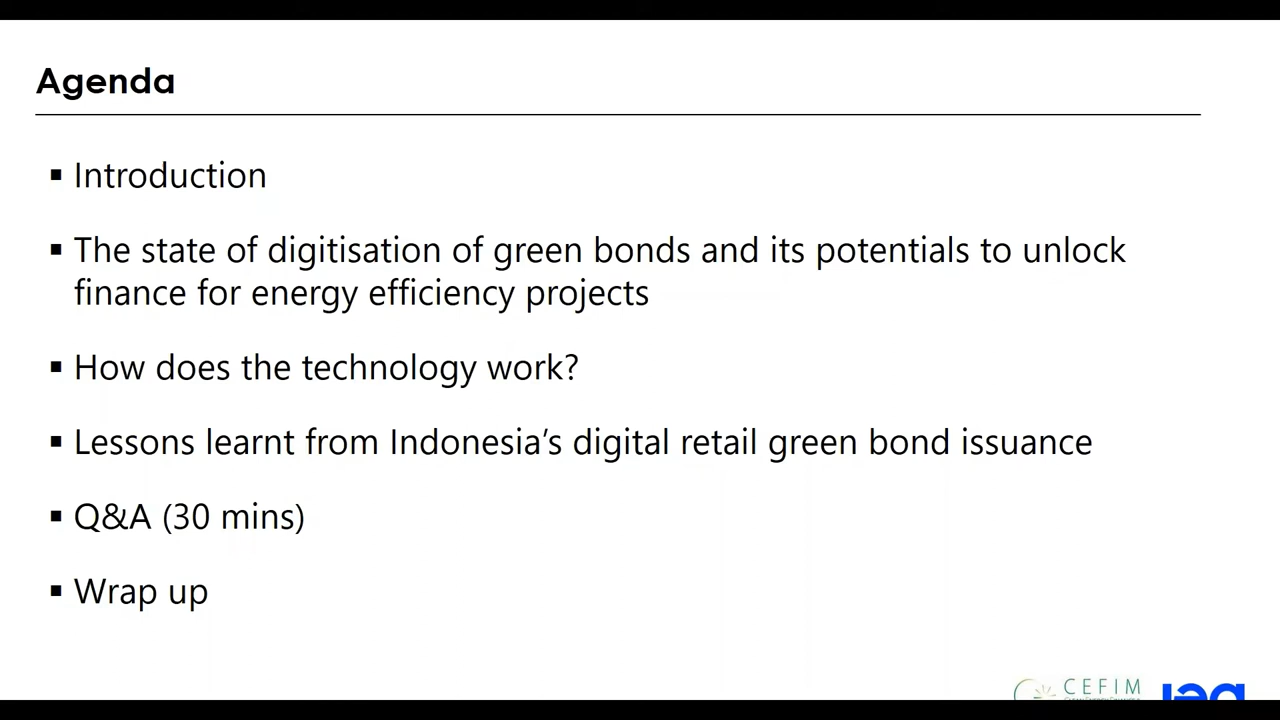 Agenda
▪ Introduction
▪ The state of digitisation of green bonds and its potentials to unlock
finance for energy efficiency projects
▪ How does the technology work?
▪ Lessons learnt from Indonesia’s digital retail green bond issuance
▪ Q&A (30 mins)
▪ Wrap up
CEFIM